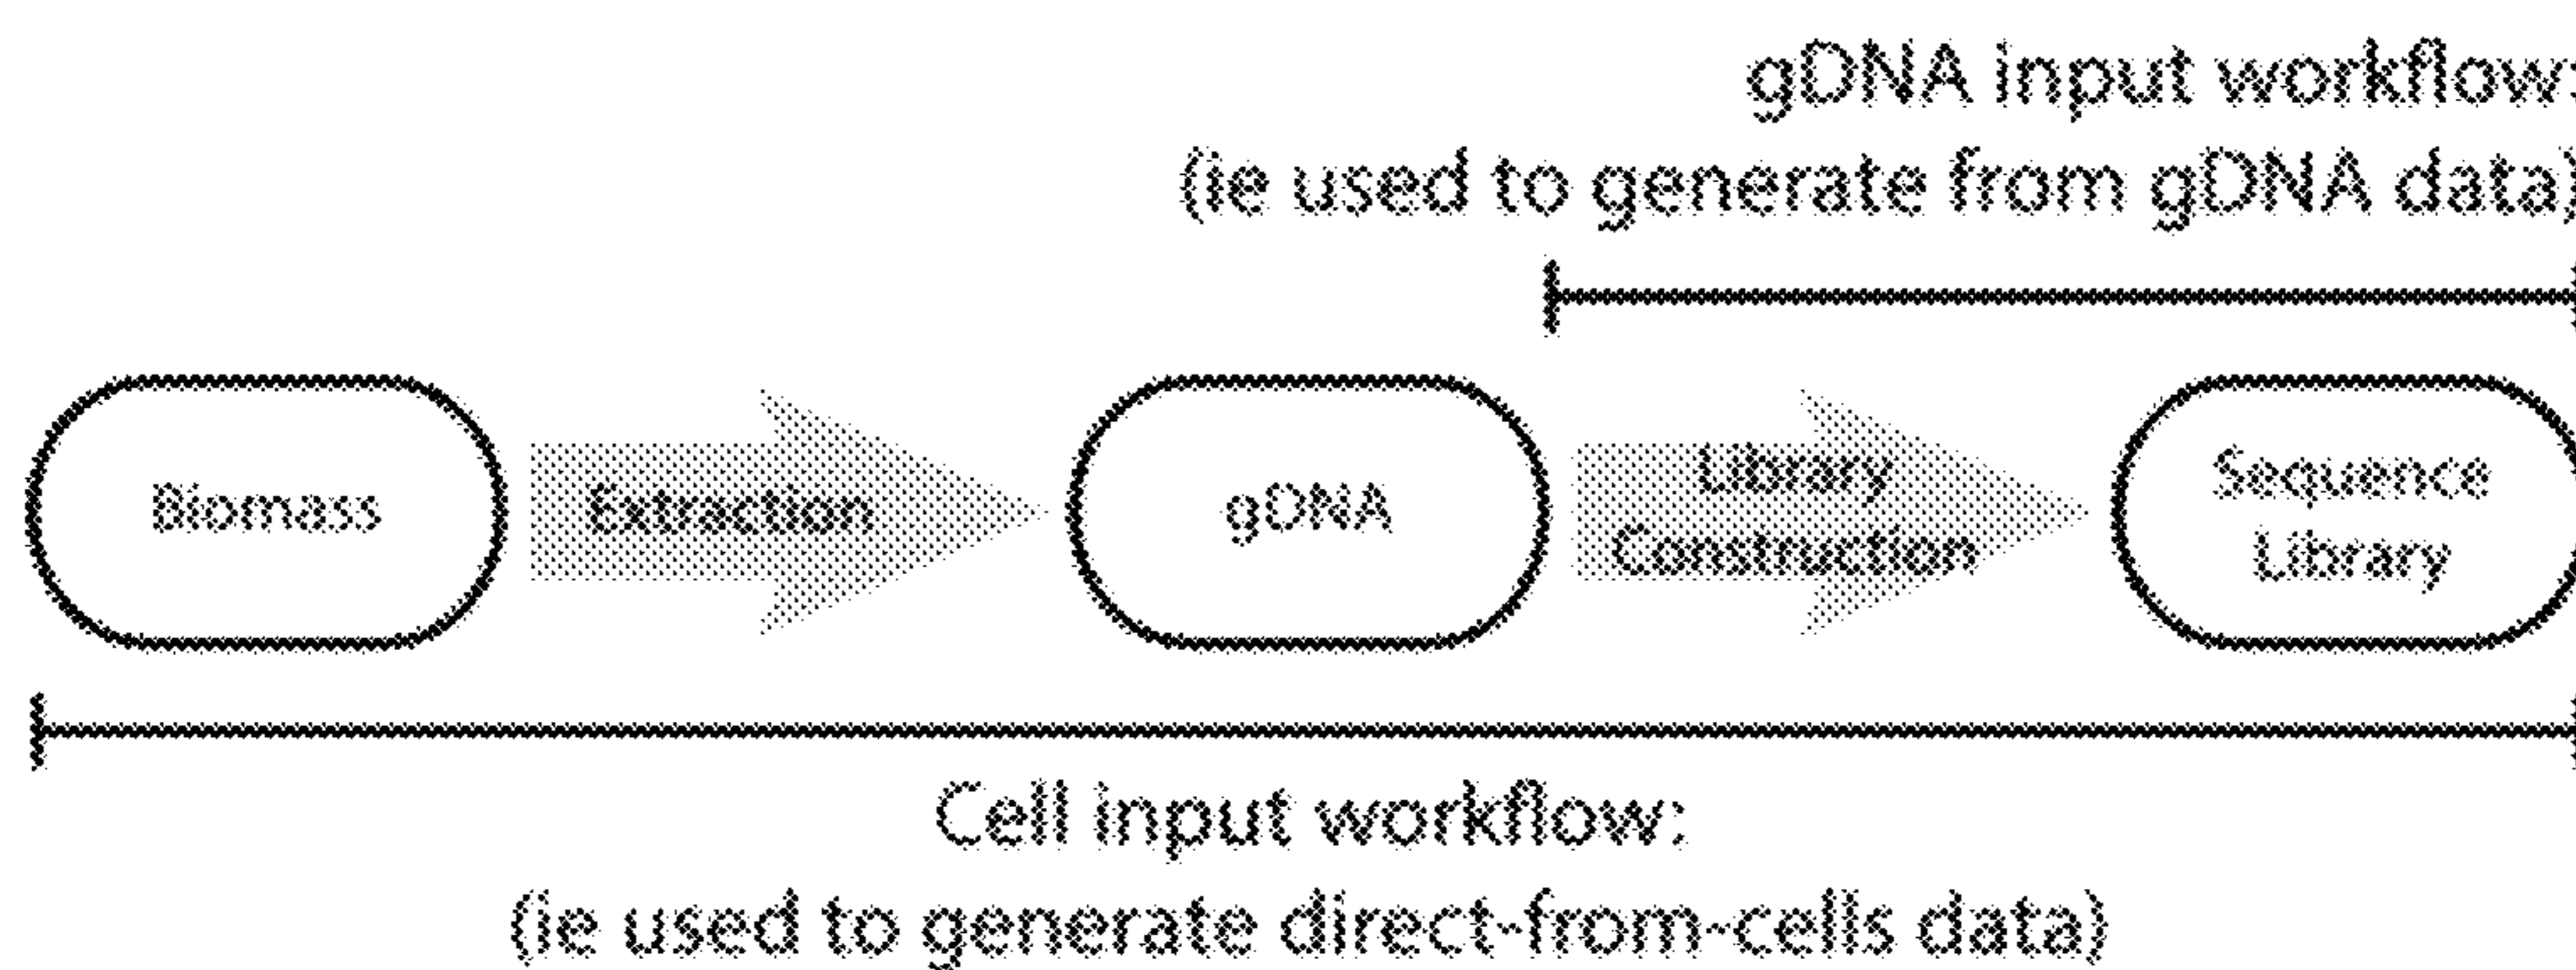 gDNA input workflow:
(ie used to generate from gDNA data)
Biomass
Extraction
gDNA
Library
Construction
Sequence
Library
Cell input workflow:
(ie used to generate direct-from-cells data)